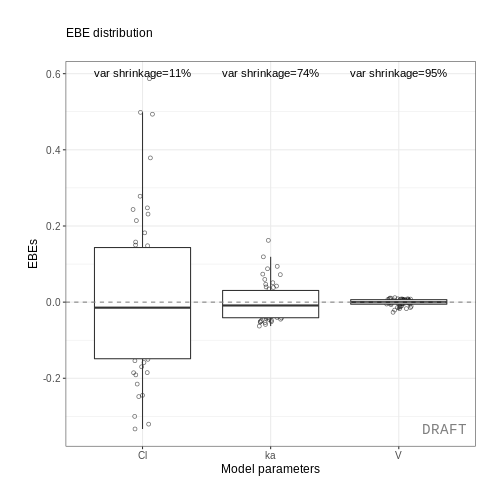 EBE distribution
var shrinkage=11% var shrinkage=74% var shrinkage=95%
0.6
0.4
0.2
0.0
-0.2
EBEs
DRAFT
Cl ka V
Model parameters